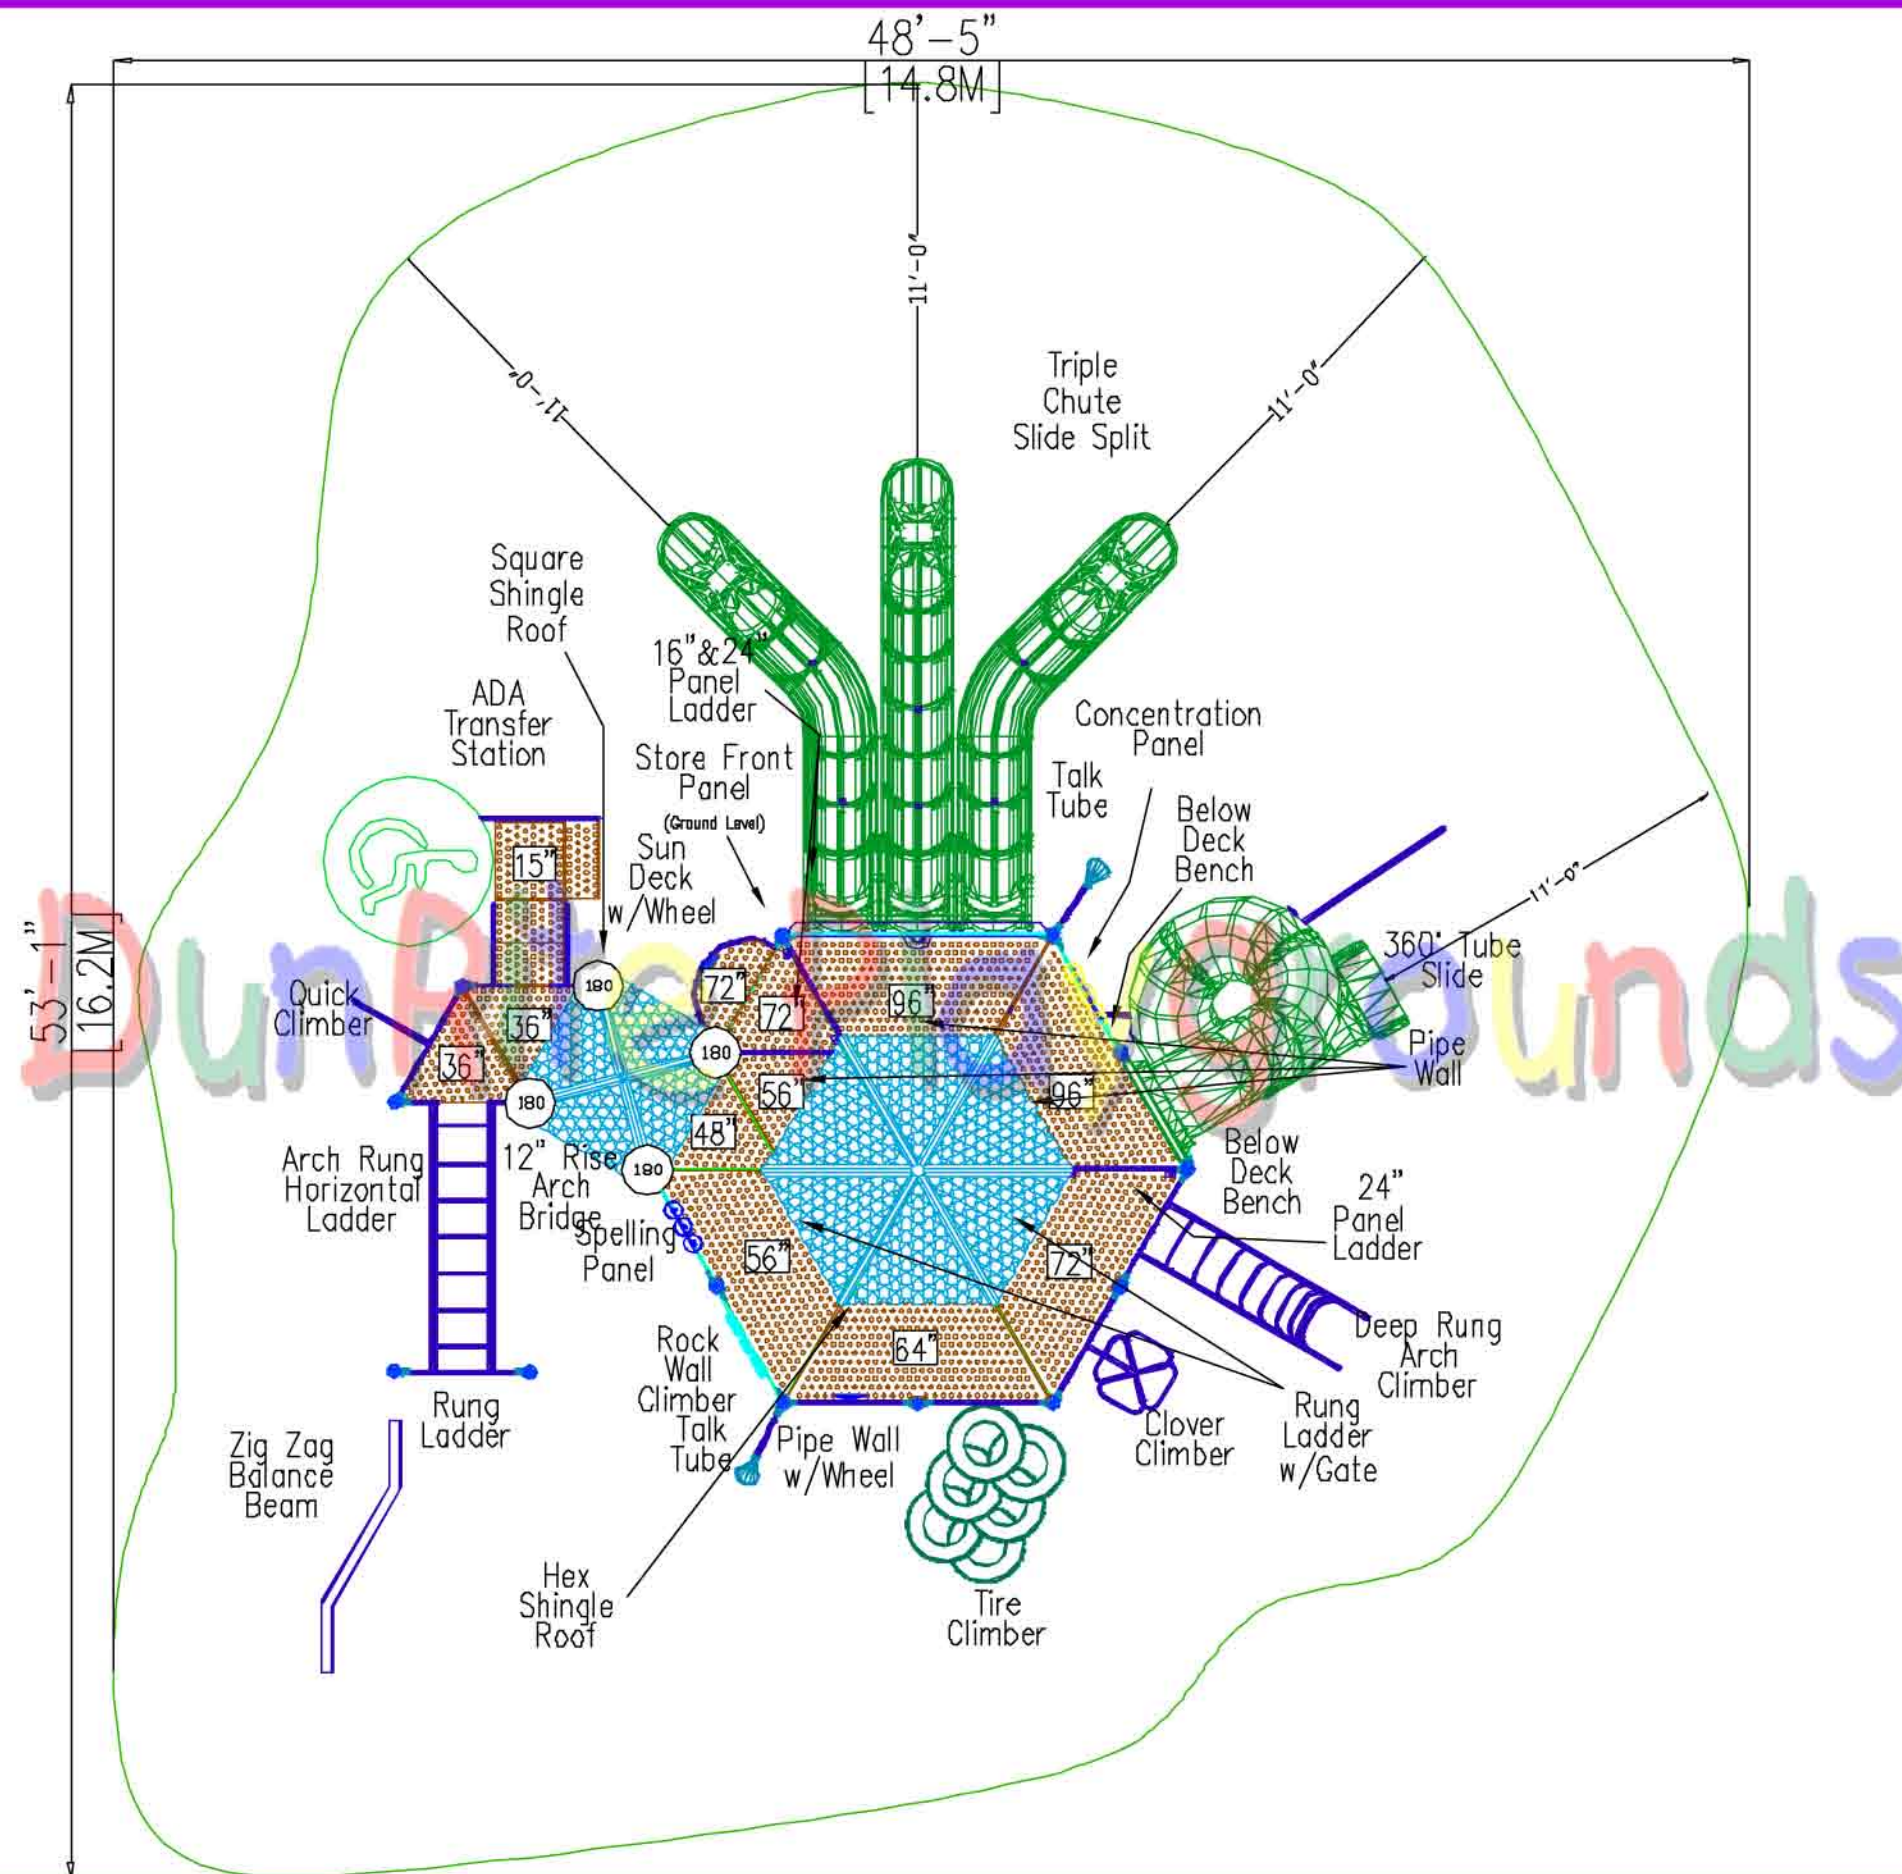 48'-5"
[14.8M]
11'-0"
11'-0"
11'-0"
Triple
Chute
Slide Split
Square
Shingle
Roof
16"&24"
Panel
Ladder
ADA
Transfer
Station
Concentration
Panel
Store Front
Panel
(Ground Level)
Talk
Tube
Below
Deck
Bench
Sun
Deck
w/Wheel
15"
11'-0"
53'-1"
[16.2M]
DunRite Playgrounds
360° Tube
Slide
Quick
Climber
180
72"
72"
96"
36"
36"
180
Pipe
Wall
56"
96"
180
48"
180
Arch Rung
Horizontal
Ladder
12" Rise
Arch
Bridge
Below
Deck
Bench
24"
Panel
Ladder
Spelling
Panel
56"
72"
64"
Rock
Wall
Climber
Deep Rung
Arch
Climber
Rung
Ladder
Talk
Tube
Pipe Wall
w/Wheel
Clover
Climber
Rung
Ladder
w/Gate
Zig Zag
Balance
Beam
Hex
Shingle
Roof
Tire
Climber